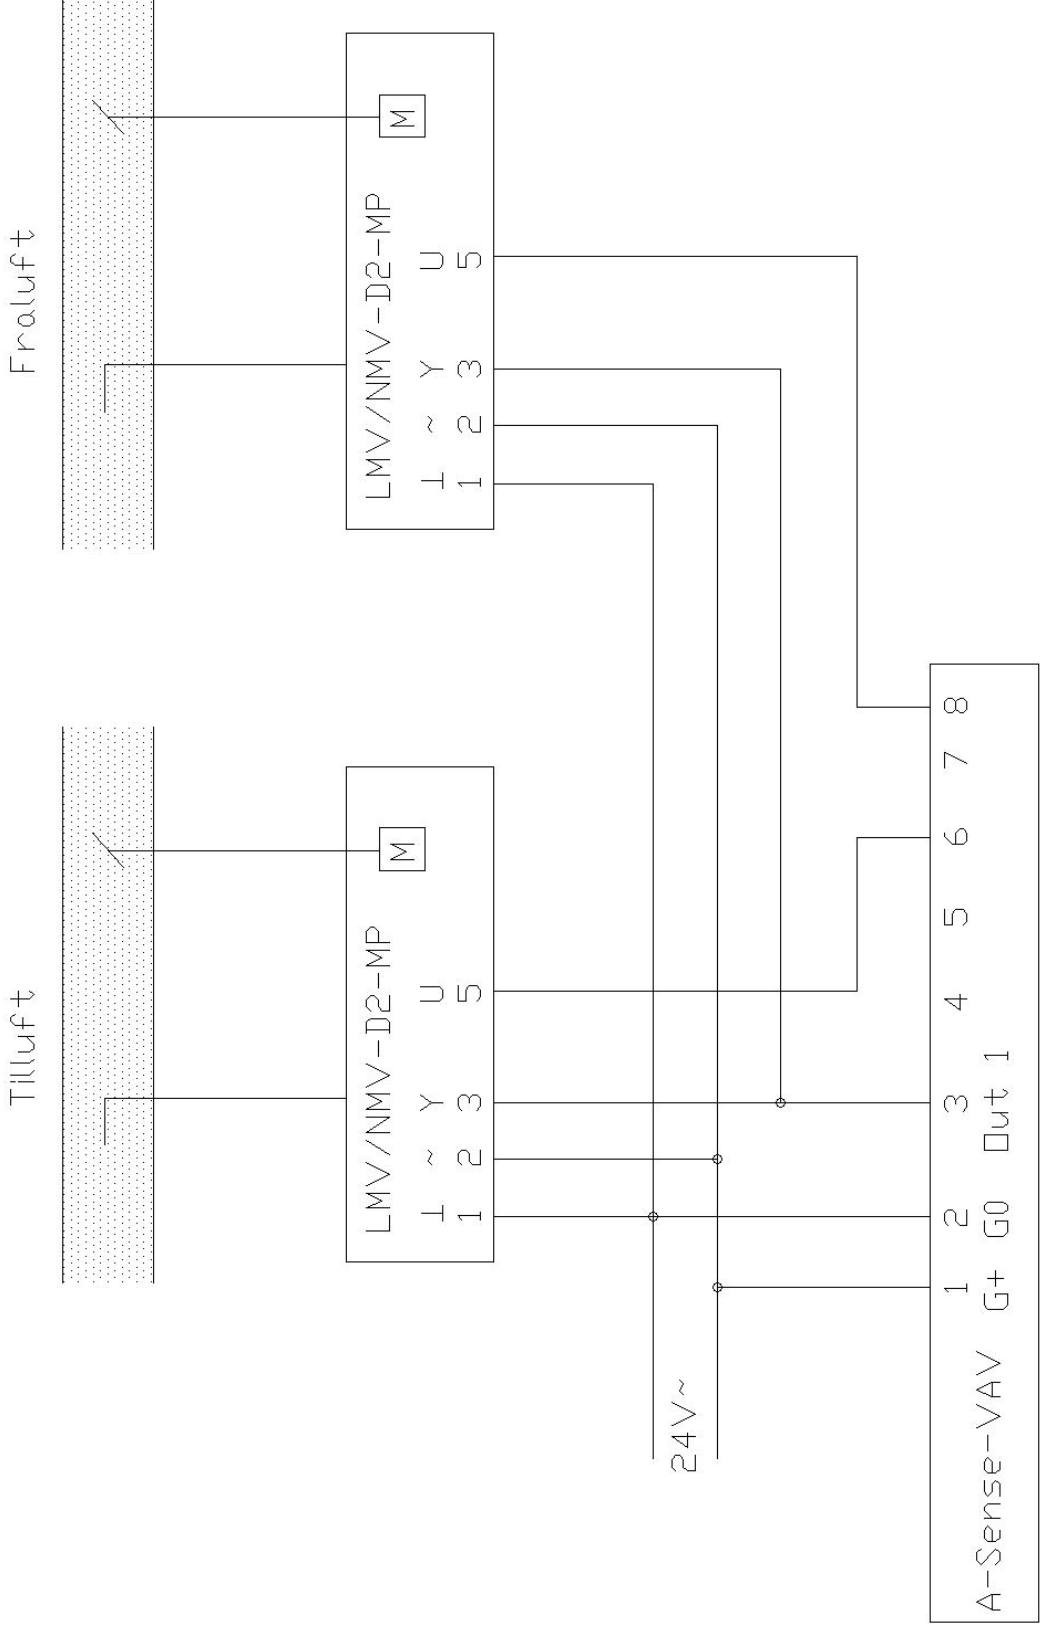 Tilluft
LMV/NMV-D2-MP
M
⊥ ~ Y U
1 2 3 5
Fraluft
LMV/NMV-D2-MP
M
⊥ ~ Y U
1 2 3 5
24V~
1 2 3 4 5 6 7 8
A-Sense-VAV G+ G0 Out 1